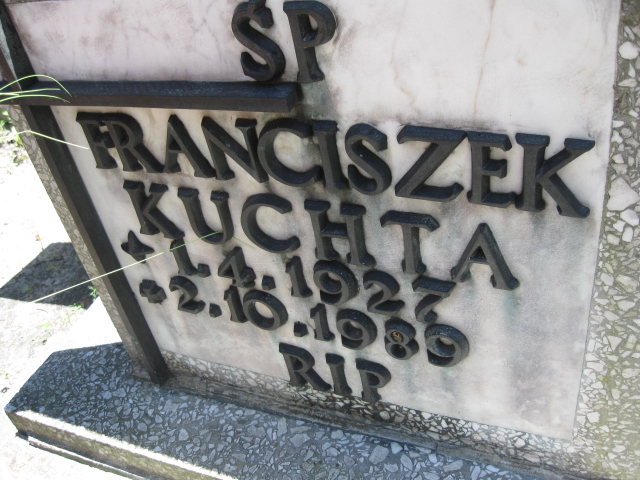 ŚP
FRANCISZEK
KUCHTA
★ 1.4.1927
✝ 2.10.1989
RIP